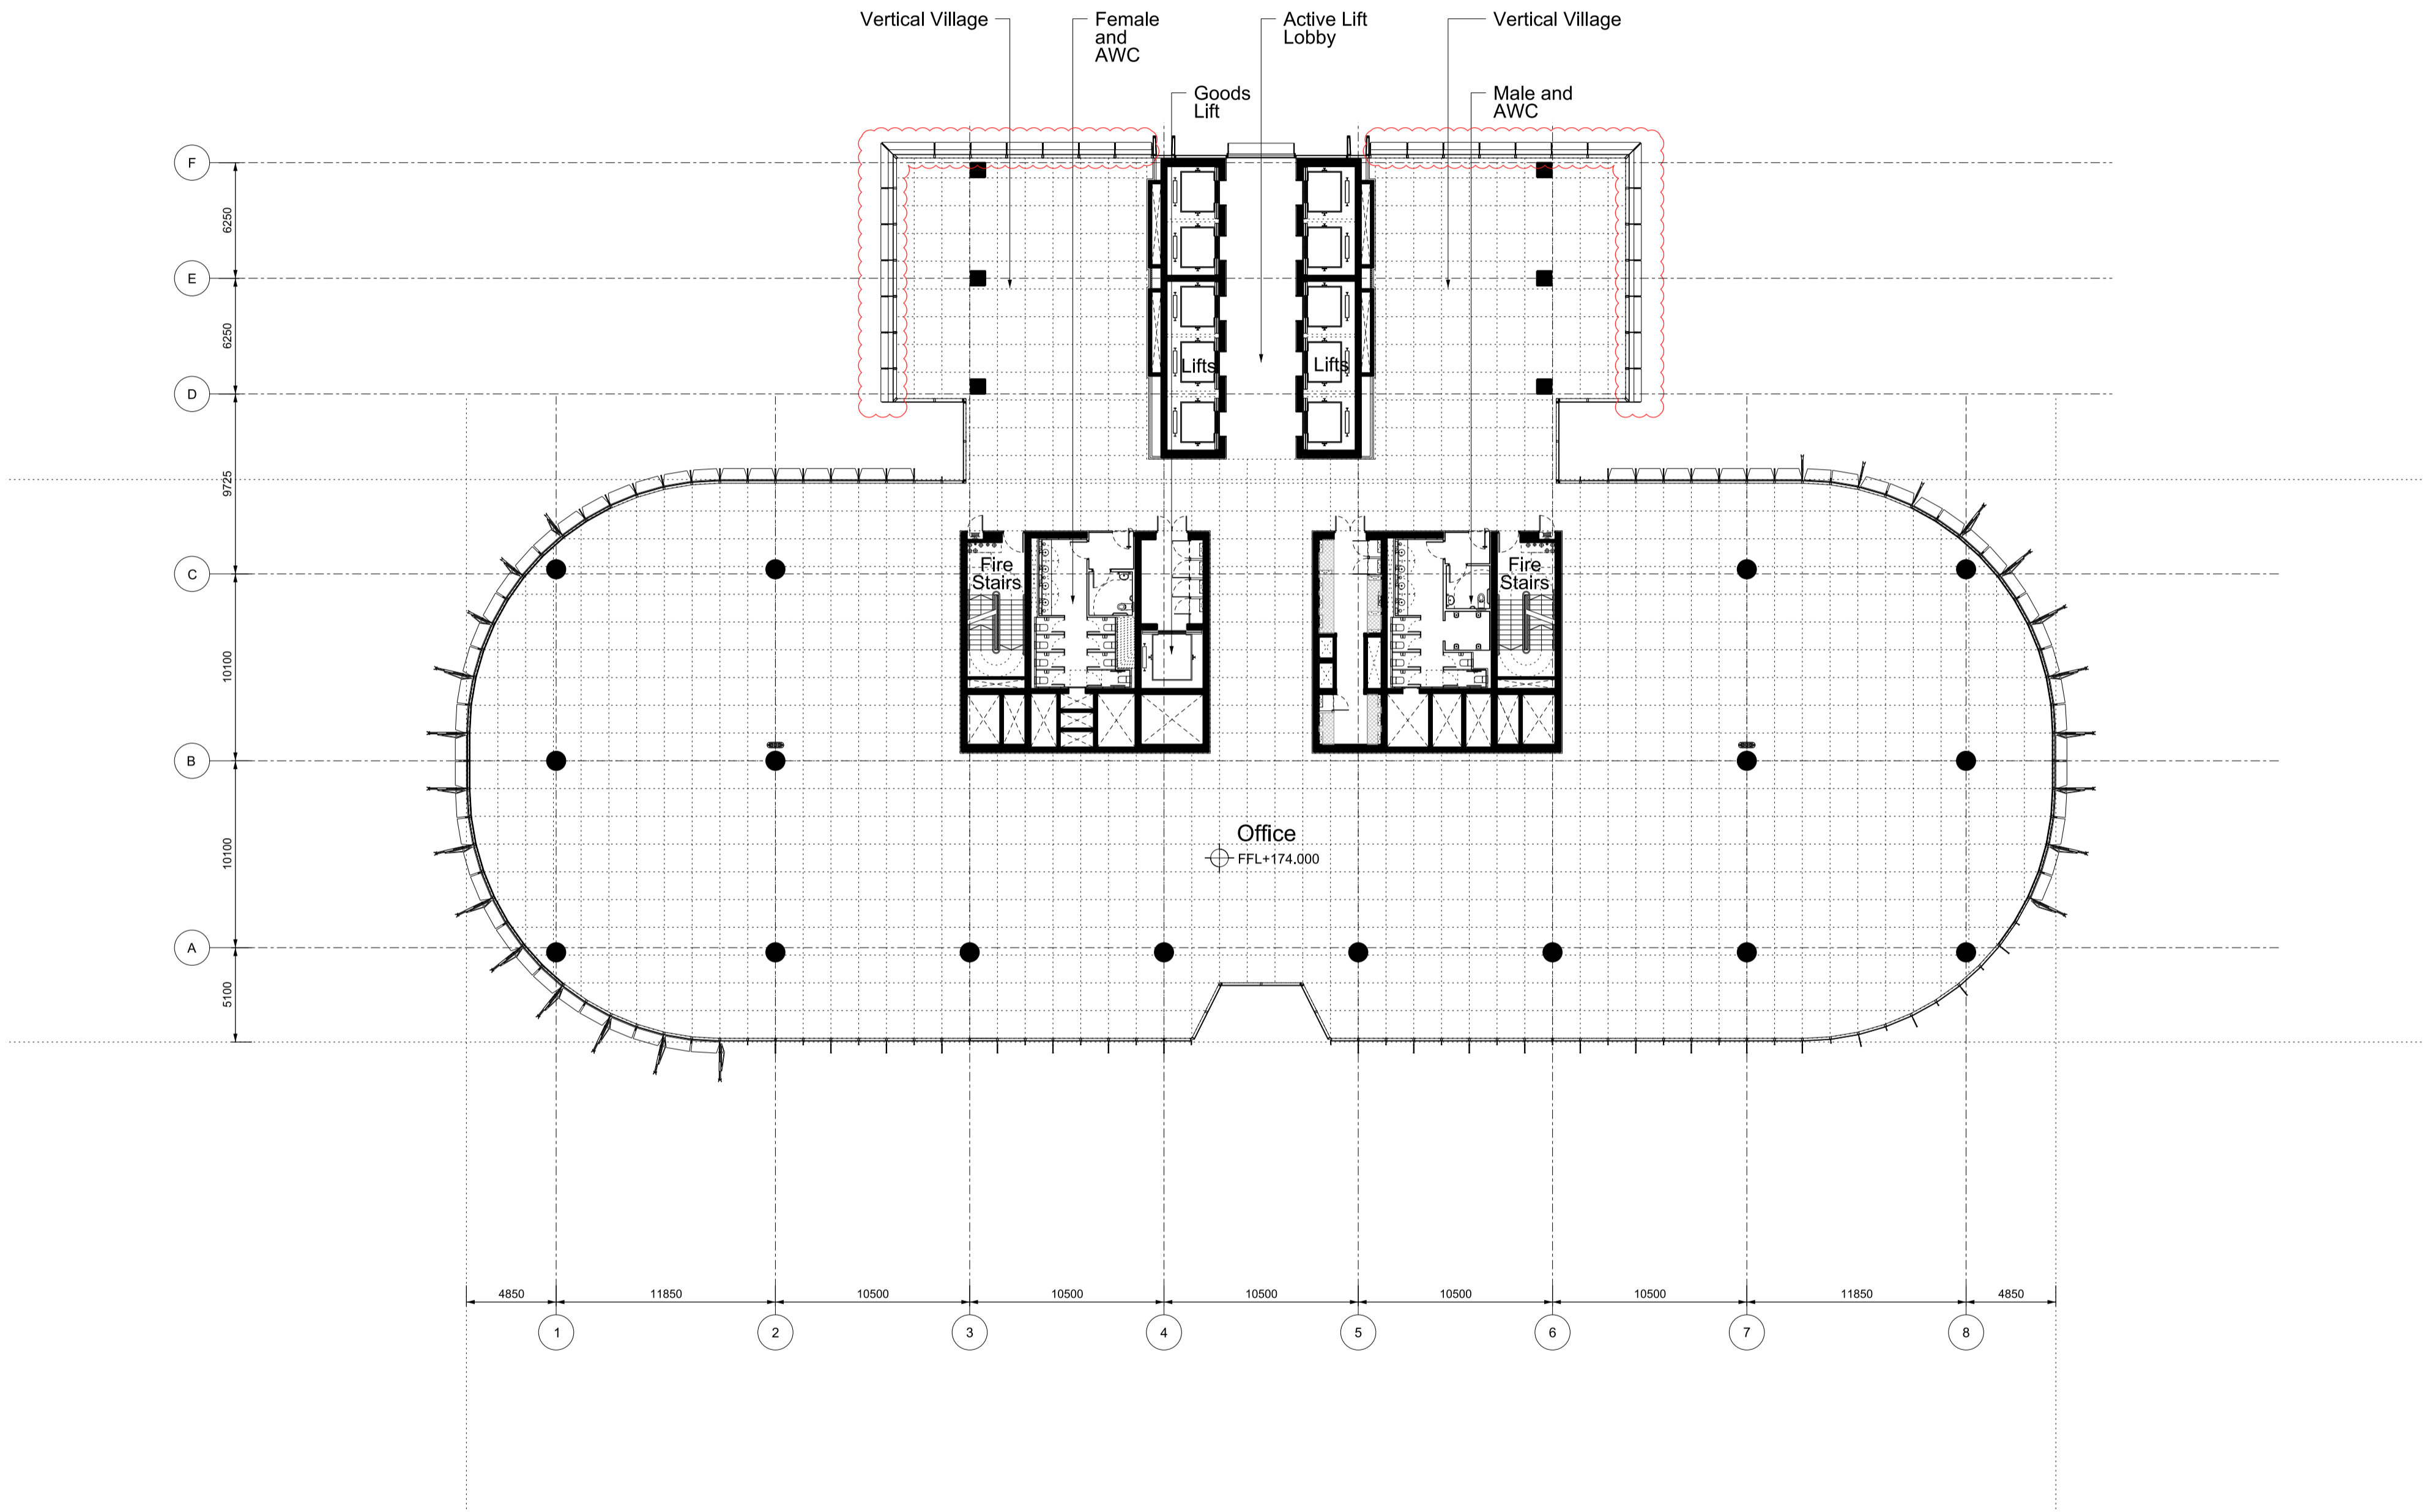 Vertical Village
Female
and
AWC
Active Lift
Lobby
Vertical Village
Goods
Lift
Male and
AWC
F
6250
E
6250
D
Lifts
Lifts
9725
Fire
Stairs
Fire
Stairs
C
10100
B
10100
Office
FFL+174.000
A
5100
4850
11850
10500
10500
10500
10500
10500
11850
4850
1
2
3
4
5
6
7
8